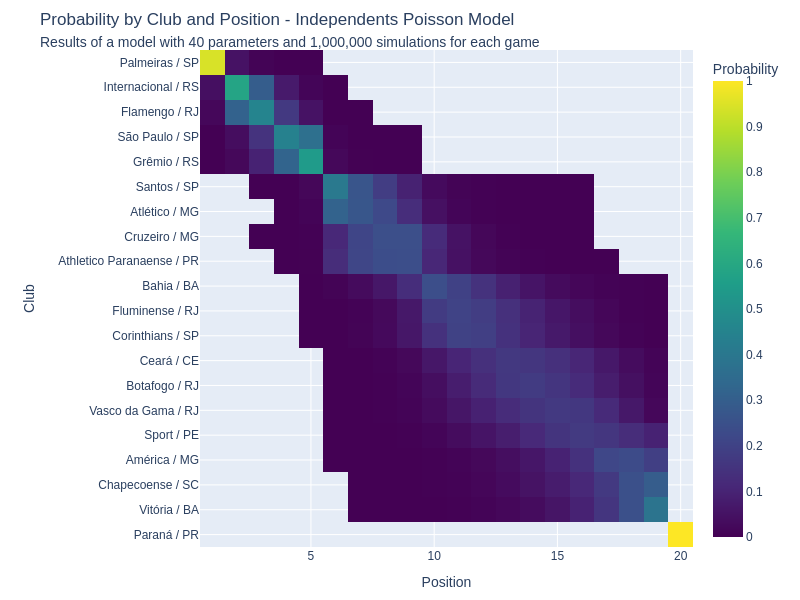 Probability by Club and Position - Independents Poisson Model
Results of a model with 40 parameters and 1,000,000 simulations for each game
Probability
Palmeiras / SP
Internacional / RS
Flamengo / RJ
São Paulo / SP
Grêmio / RS
Santos / SP
Atlético / MG
Cruzeiro / MG
Athletico Paranaense / PR
Bahia / BA
Fluminense / RJ
Corinthians / SP
Ceará / CE
Botafogo / RJ
Vasco da Gama / RJ
Sport / PE
América / MG
Chapecoense / SC
Vitória / BA
Paraná / PR
Club
5
10
15
20
Position
1
0.9
0.8
0.7
0.6
0.5
0.4
0.3
0.2
0.1
0